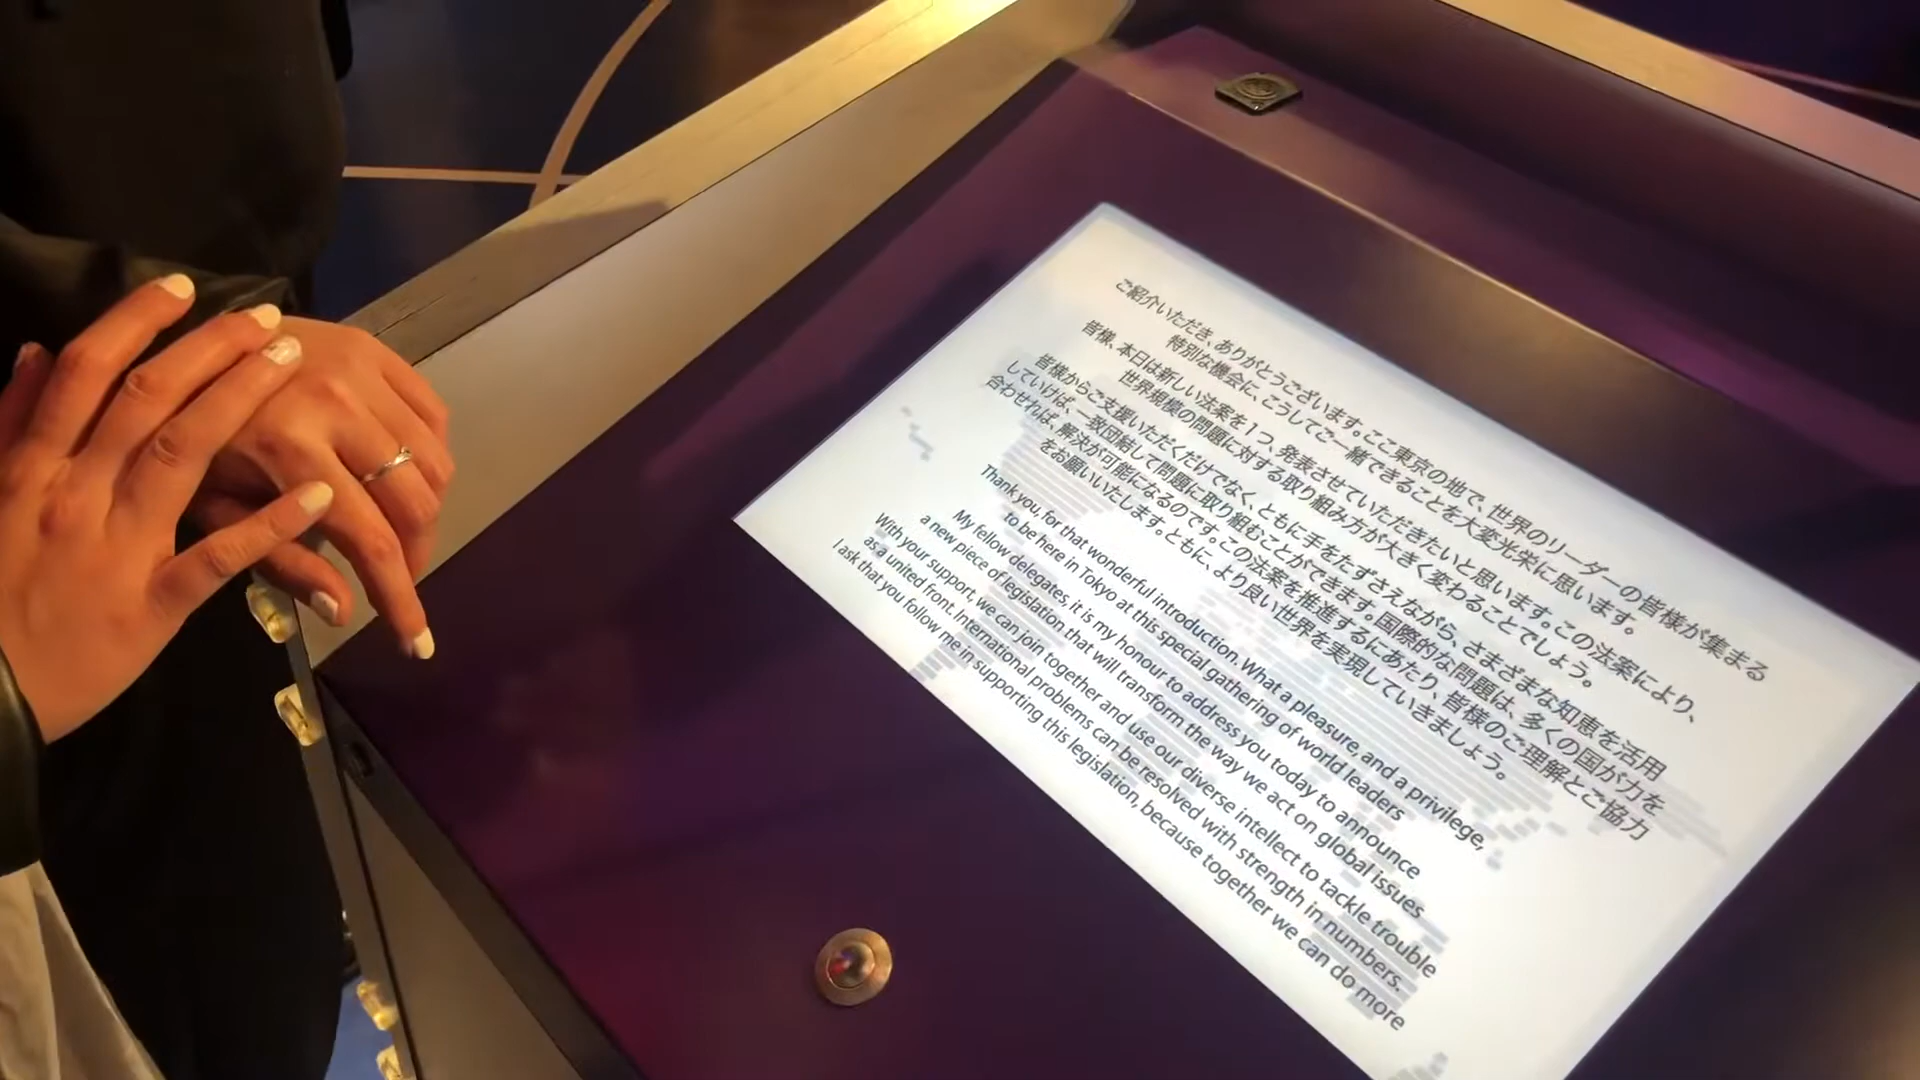 ご紹介いただき、ありがとうございます。ここ東京の地で、世界のリーダーの皆様が集まる
特別な機会に、こうしてご一緒できることを大変光栄に思います。
皆様、本日は新しい法案を1つ、発表させていただきたいと思います。この法案により、
世界規模の問題に対する取り組み方が大きく変わることでしょう。
皆様からご支援いただくだけでなく、ともに手をたずさえながら、さまざまな知恵を活用
していけば、一致団結して問題に取り組むことができます。国際的な問題は、多くの国が力を
合わせれば、解決が可能になるのです。この法案を推進するにあたり、皆様のご理解とご協力
をお願いいたします。ともに、より良い世界を実現していきましょう。
Thank you, for that wonderful introduction. What a pleasure, and a privilege,
to be here in Tokyo at this special gathering of world leaders
My fellow delegates, it is my honour to address you today to announce
a new piece of legislation, that will transform the way we act on global issues
With your support, we can join together and use our diverse intellect to tackle trouble
as a united front. International problems can be resolved with strength in numbers.
I ask that you follow me in supporting this legislation, because together we can do more